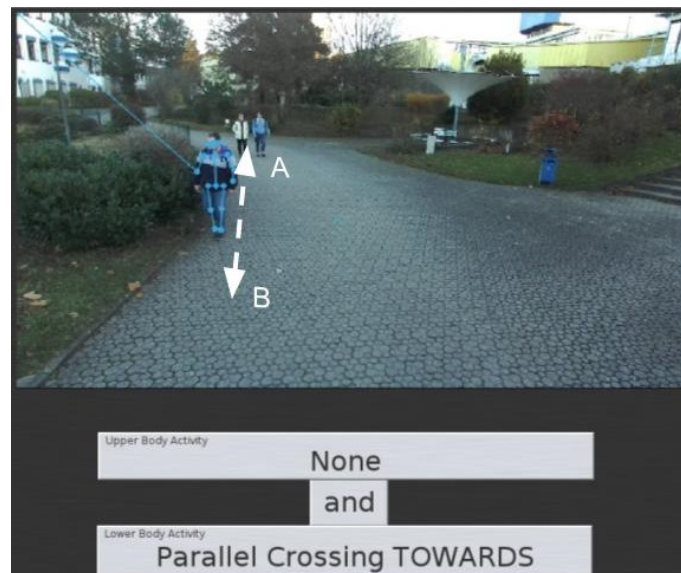 A
B
Upper Body Activity
None
and
Lower Body Activity
Parallel Crossing TOWARDS